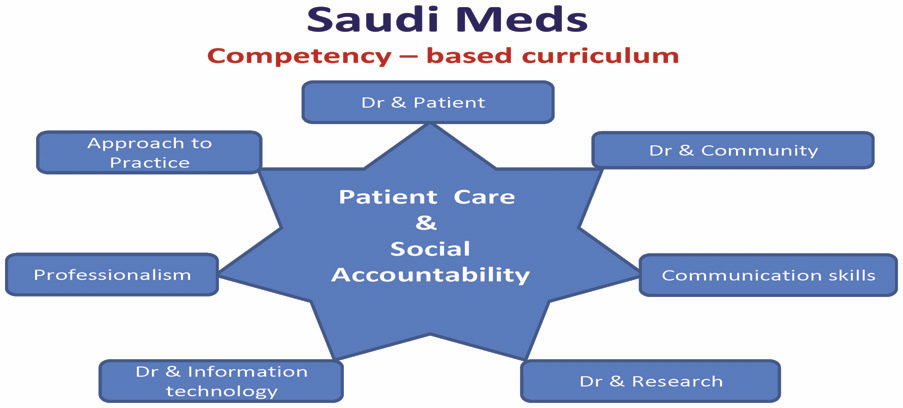 Saudi Meds
Competency – based curriculum
Dr & Patient
Approach to
Practice
Dr & Community
Patient Care
&
Social
Accountability
Professionalism
Communication skills
Dr & Information
technology
Dr & Research